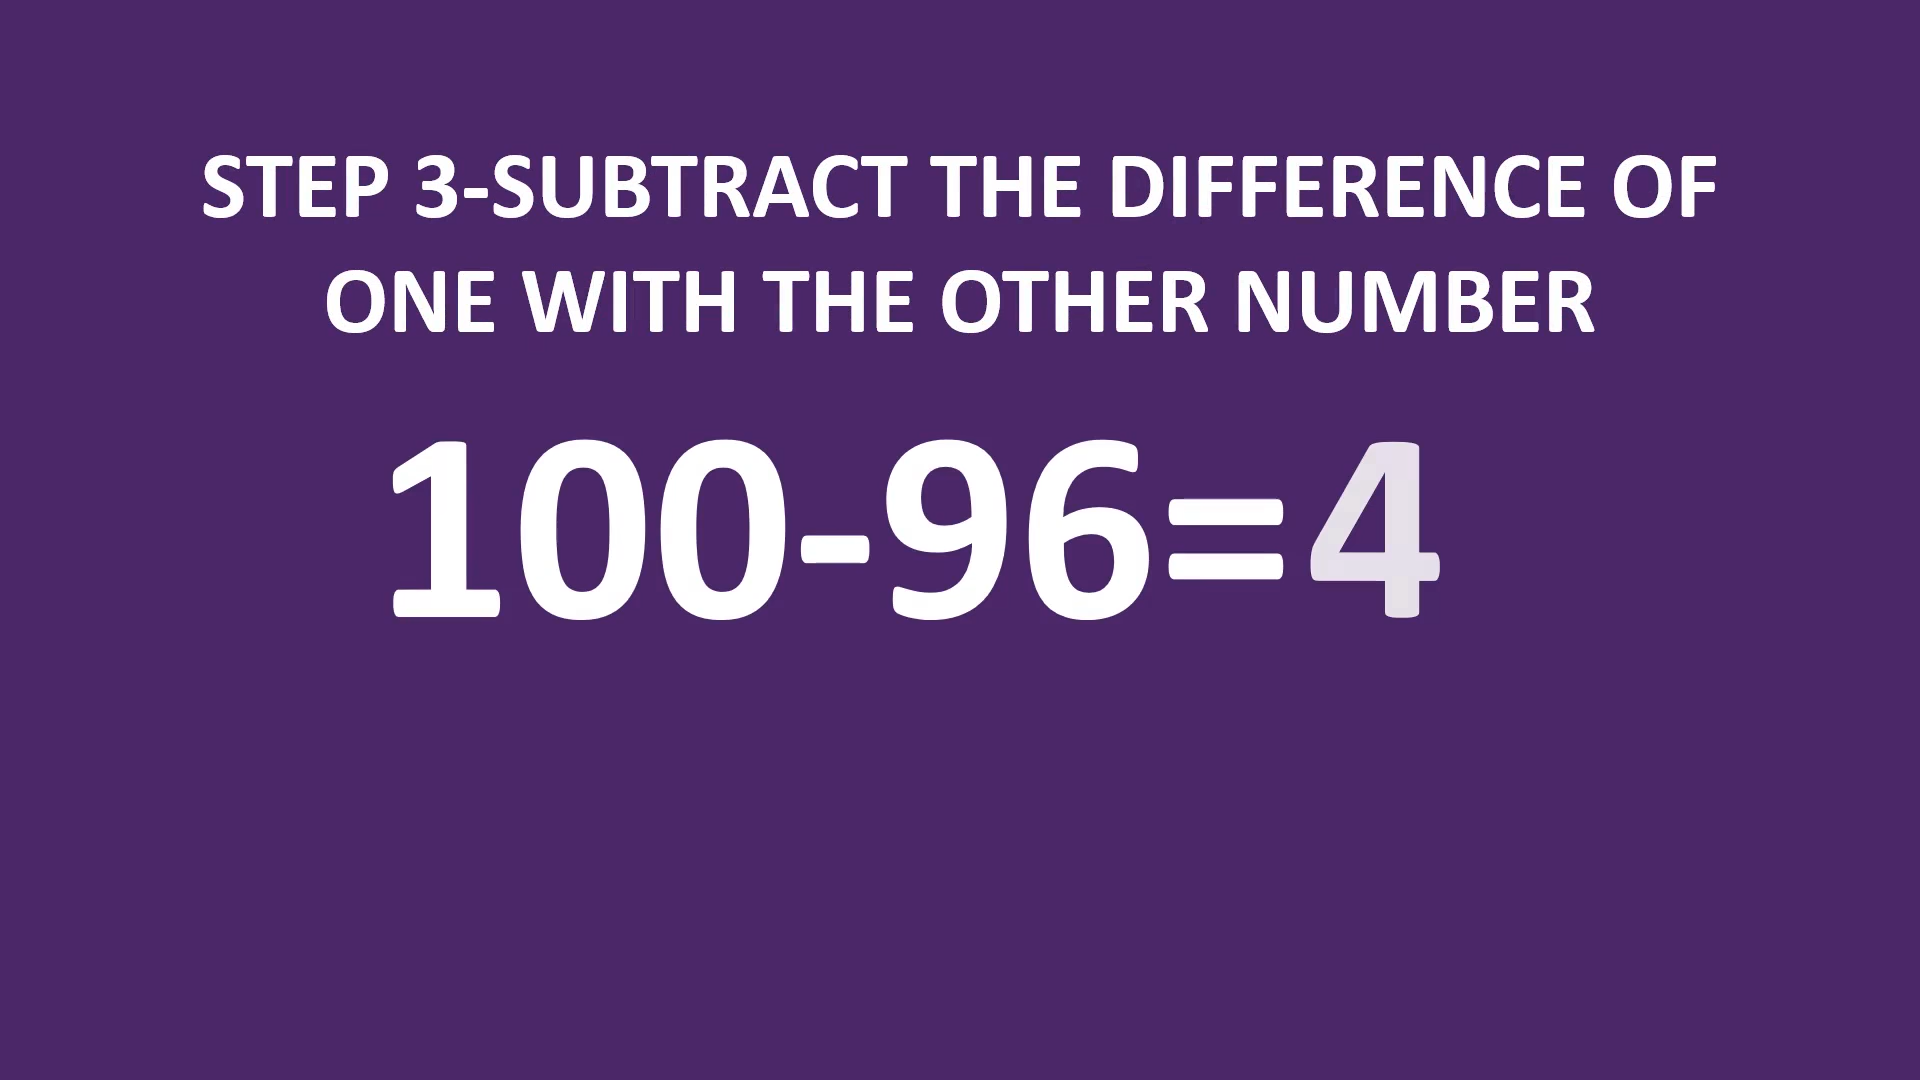 STEP 3-SUBTRACT THE DIFFERENCE OF
ONE WITH THE OTHER NUMBER
100-96=4